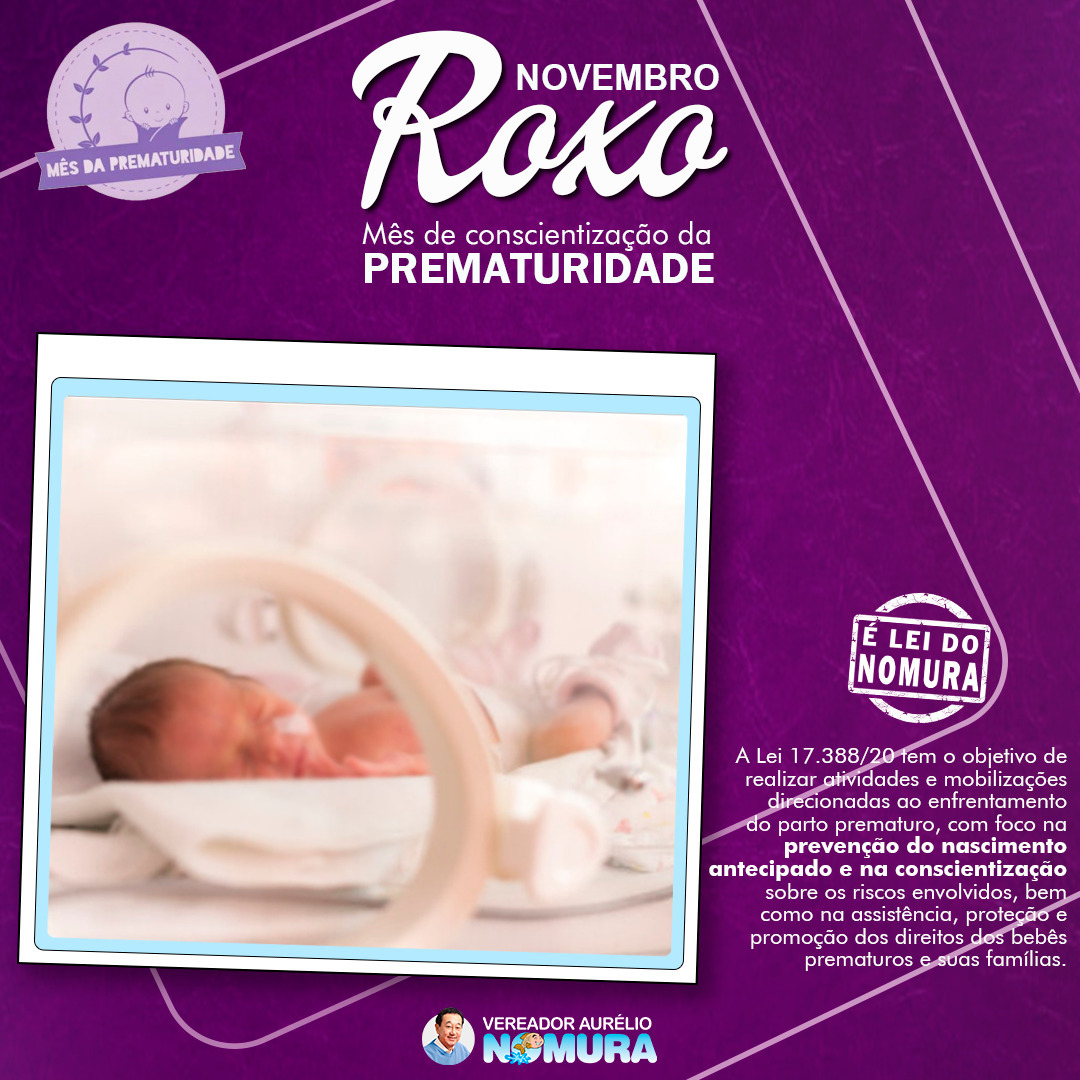 MÊS DA PREMATURIDADE
NOVEMBRO
Roxo
Mês de conscientização da
PREMATURIDADE
É LEI DO
NOMURA
A Lei 17.388/20 tem o objetivo de
realizar atividades e mobilizações
direcionadas ao enfrentamento
do parto prematuro, com foco na
prevenção do nascimento
antecipado e na conscientização
sobre os riscos envolvidos, bem
como na assistência, proteção e
promoção dos direitos dos bebês
prematuros e suas famílias.
VEREADOR AURÉLIO
NOMURA